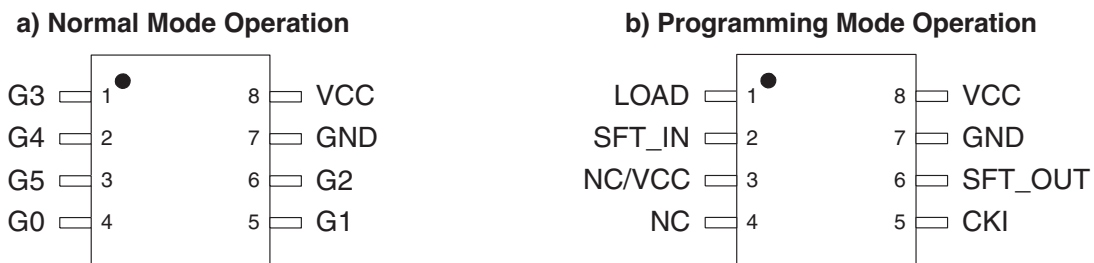 a) Normal Mode Operation
G3 1 8 VCC
G4 2 7 GND
G5 3 6 G2
G0 4 5 G1
b) Programming Mode Operation
LOAD 1 8 VCC
SFT_IN 2 7 GND
NC/VCC 3 6 SFT_OUT
NC 4 5 CKI